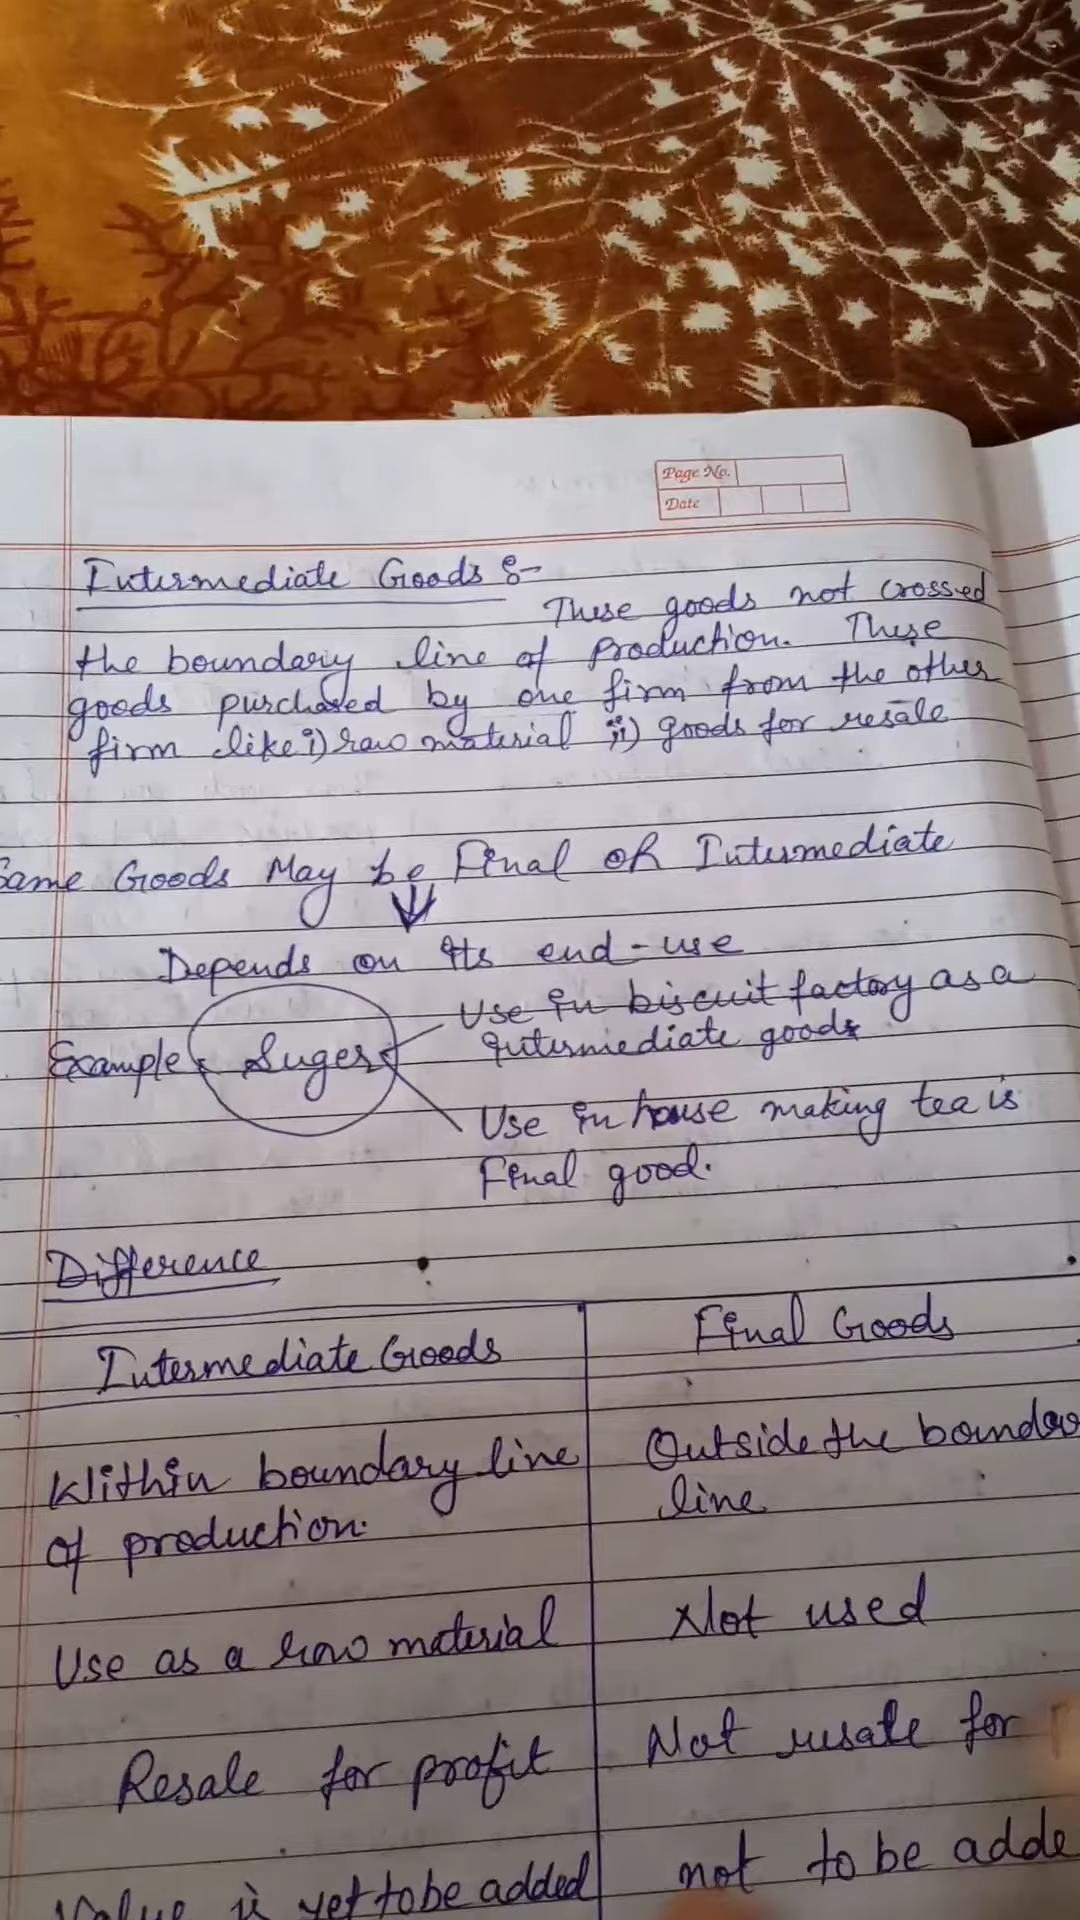 Page No.
Date
Intermediate Goods :-
These goods not crossed
the boundary line of production. These
goods purchased by one firm from the other
firm like i) raw material ii) goods for resale
Same Goods May be Final or Intermediate
Depends on its end-use
Use in biscuit factory as a
intermediate goods
Example: Suger
Use in house making tea is
Final good.
Difference
Intermediate Goods
Final Goods
Within boundary line
of production.
Outside the boundar
line
Use as a raw material
Not used
Resale for profit
Not resale for
Value is yet to be added
not to be adde